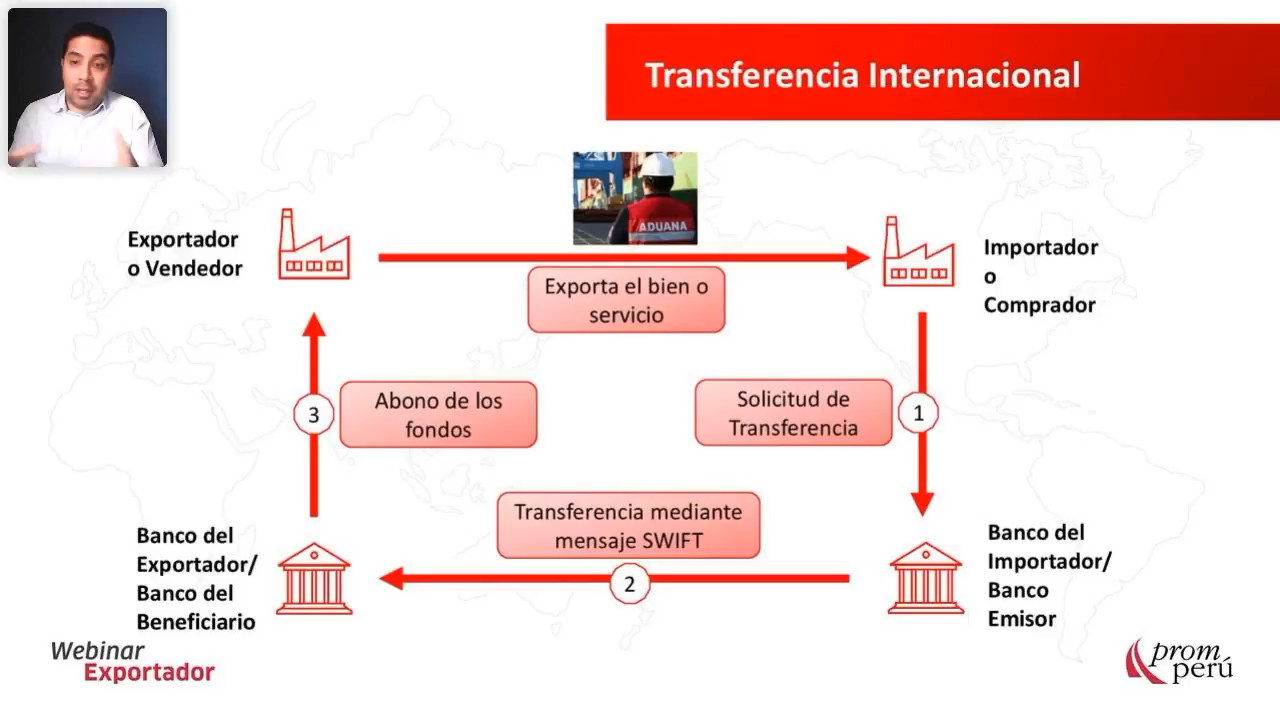 Transferencia Internacional
ADUANA
Exportador
o Vendedor
Importador
o
Comprador
Exporta el bien o
servicio
3
Abono de los
fondos
Solicitud de
Transferencia
1
Transferencia mediante
mensaje SWIFT
2
Banco del
Exportador/
Banco del
Beneficiario
Banco del
Importador/
Banco
Emisor
Webinar
Exportador
prom
perú